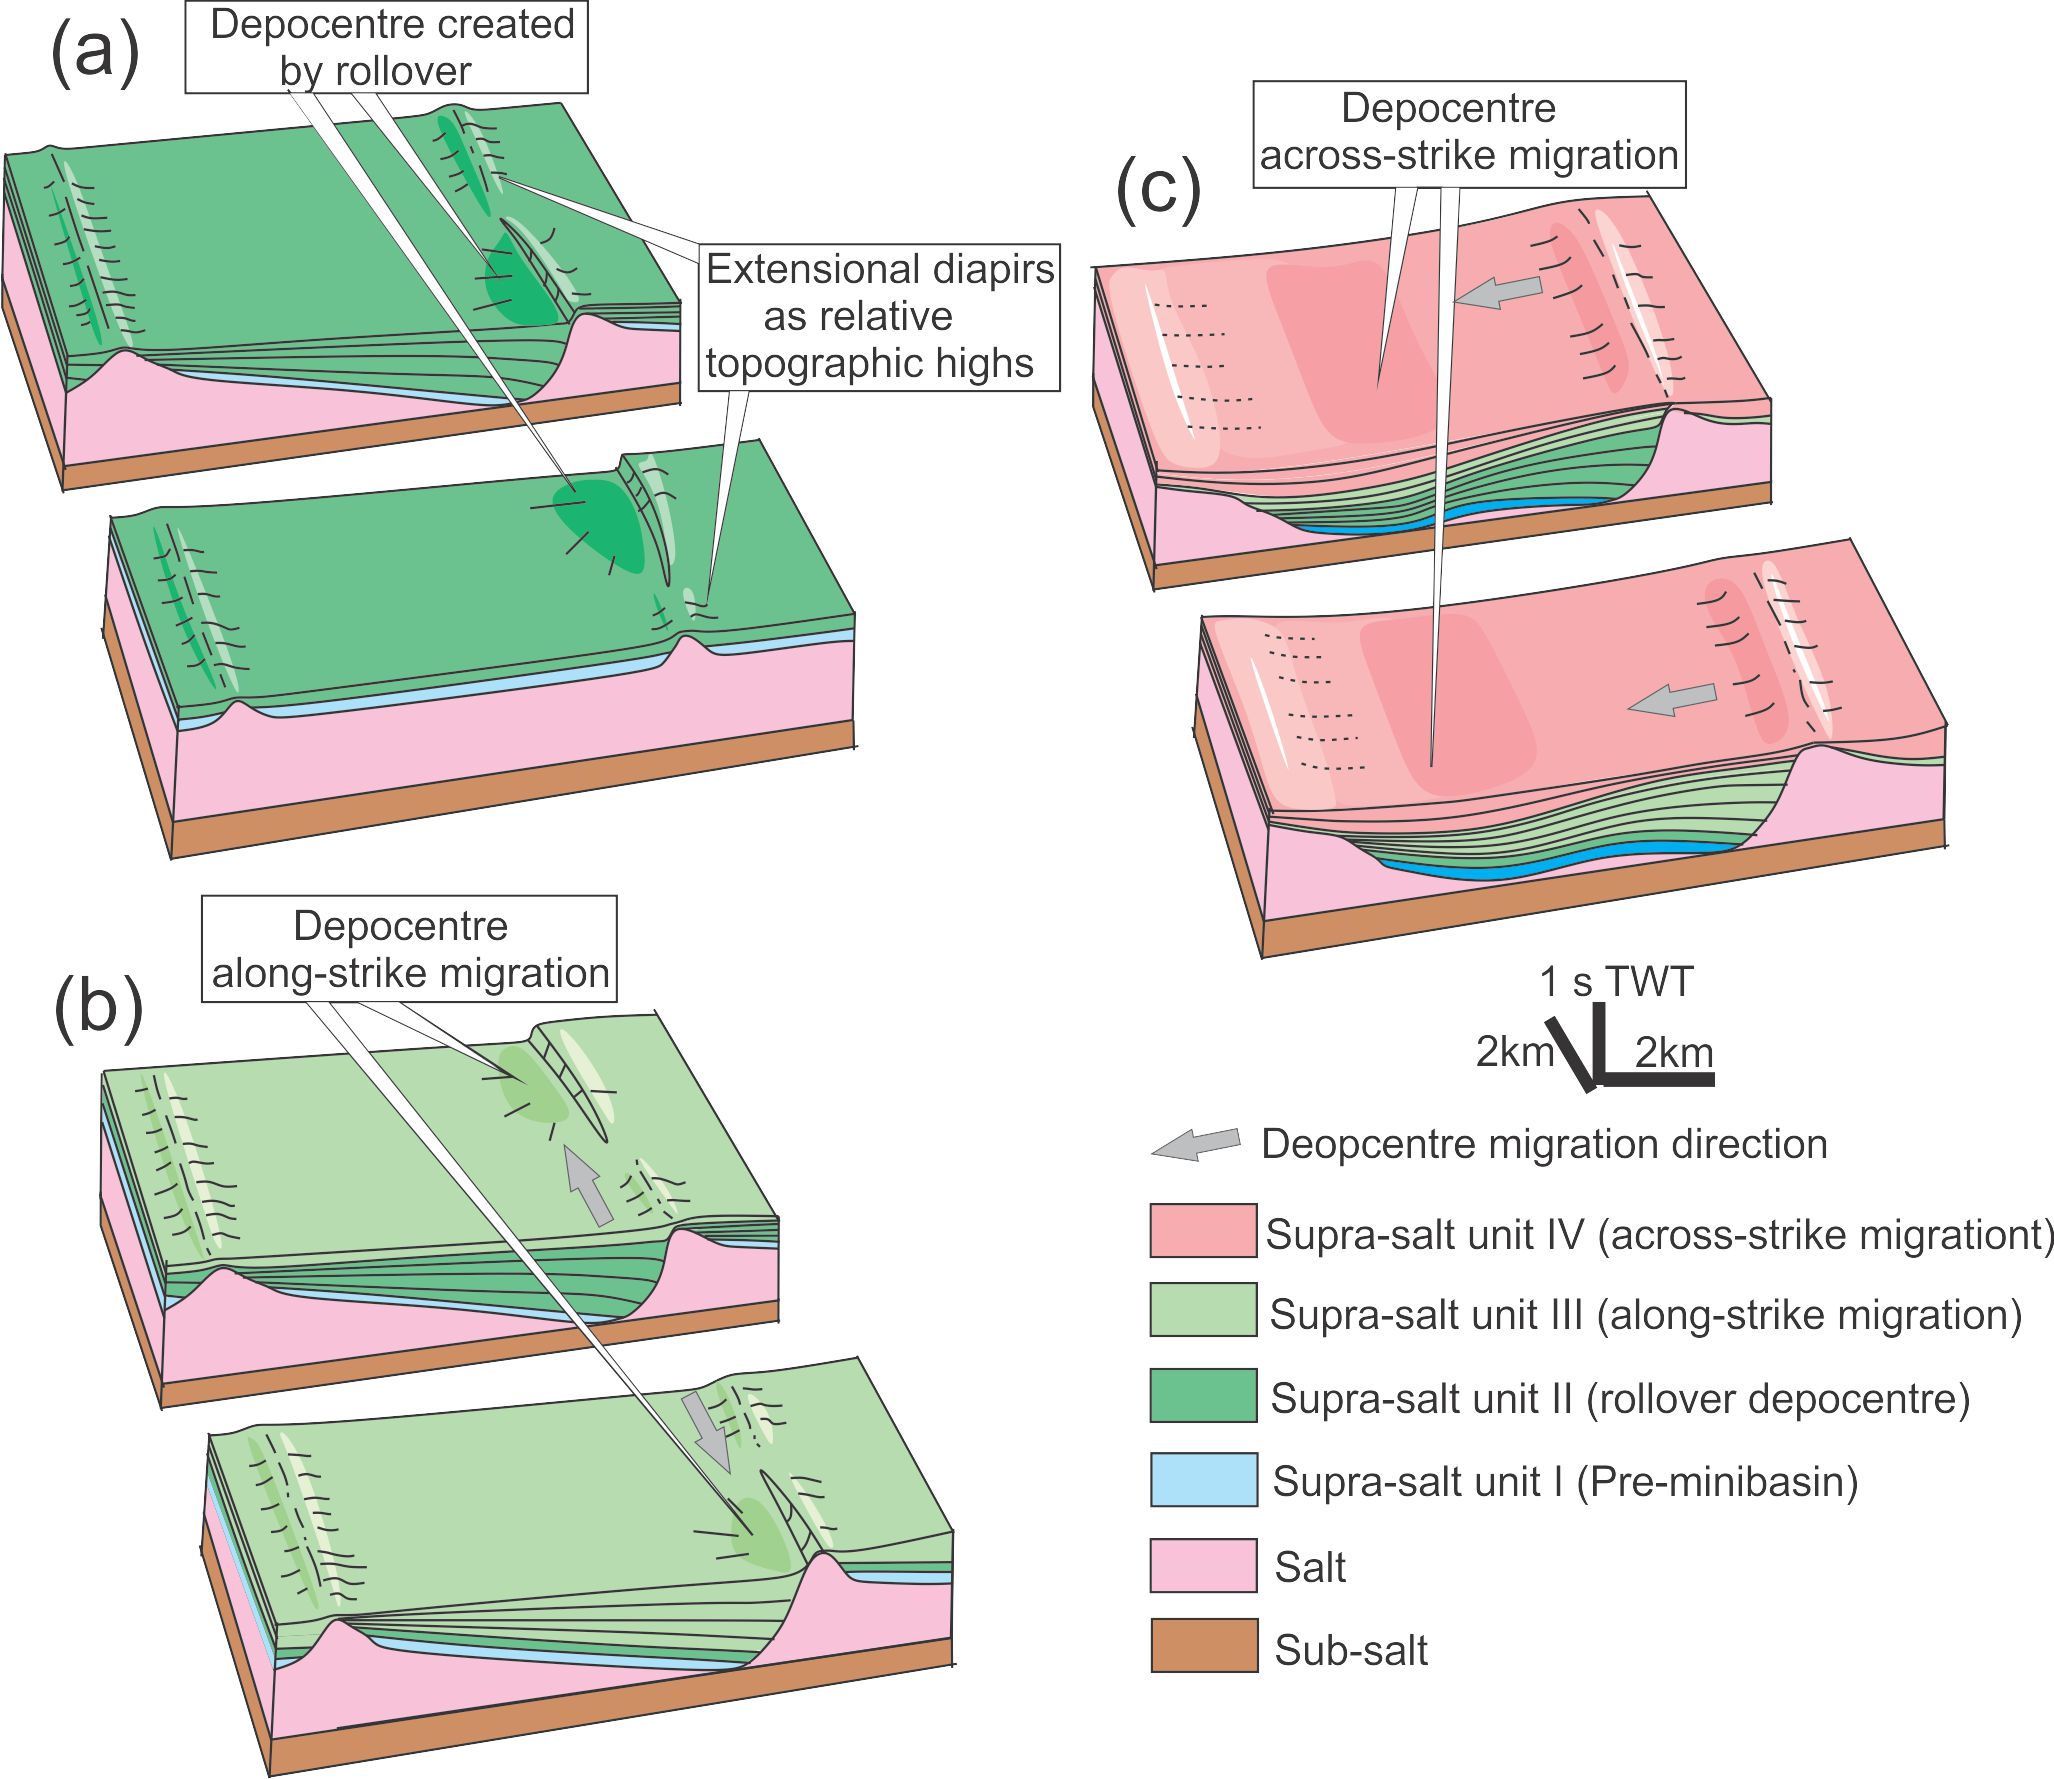 (a)
Depocentre created
by rollover
Extensional diapirs
as relative
topographic highs
(b)
Depocentre
along-strike migration
(c)
Depocentre
across-strike migration
1 s TWT
2km
2km
Deopcentre migration direction
Supra-salt unit IV (across-strike migrationt)
Supra-salt unit III (along-strike migration)
Supra-salt unit II (rollover depocentre)
Supra-salt unit I (Pre-minibasin)
Salt
Sub-salt